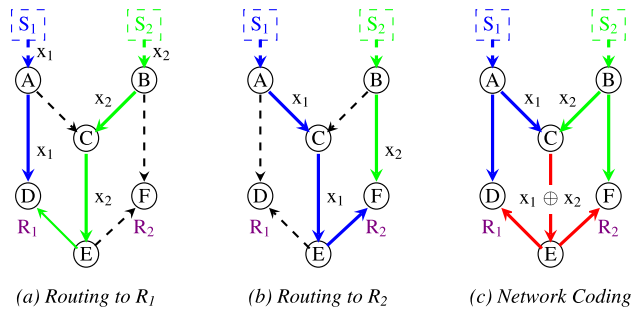 S1 S2 S1 S2 S1 S2
x1 x2
A B A B A B
x2 x1 x1 x2
C C C
x1 x2
D x2 F D x1 F D x1 ⊕ x2 F
R1 R2 R1 R2 R1 R2
E E E
(a) Routing to R1 (b) Routing to R2 (c) Network Coding